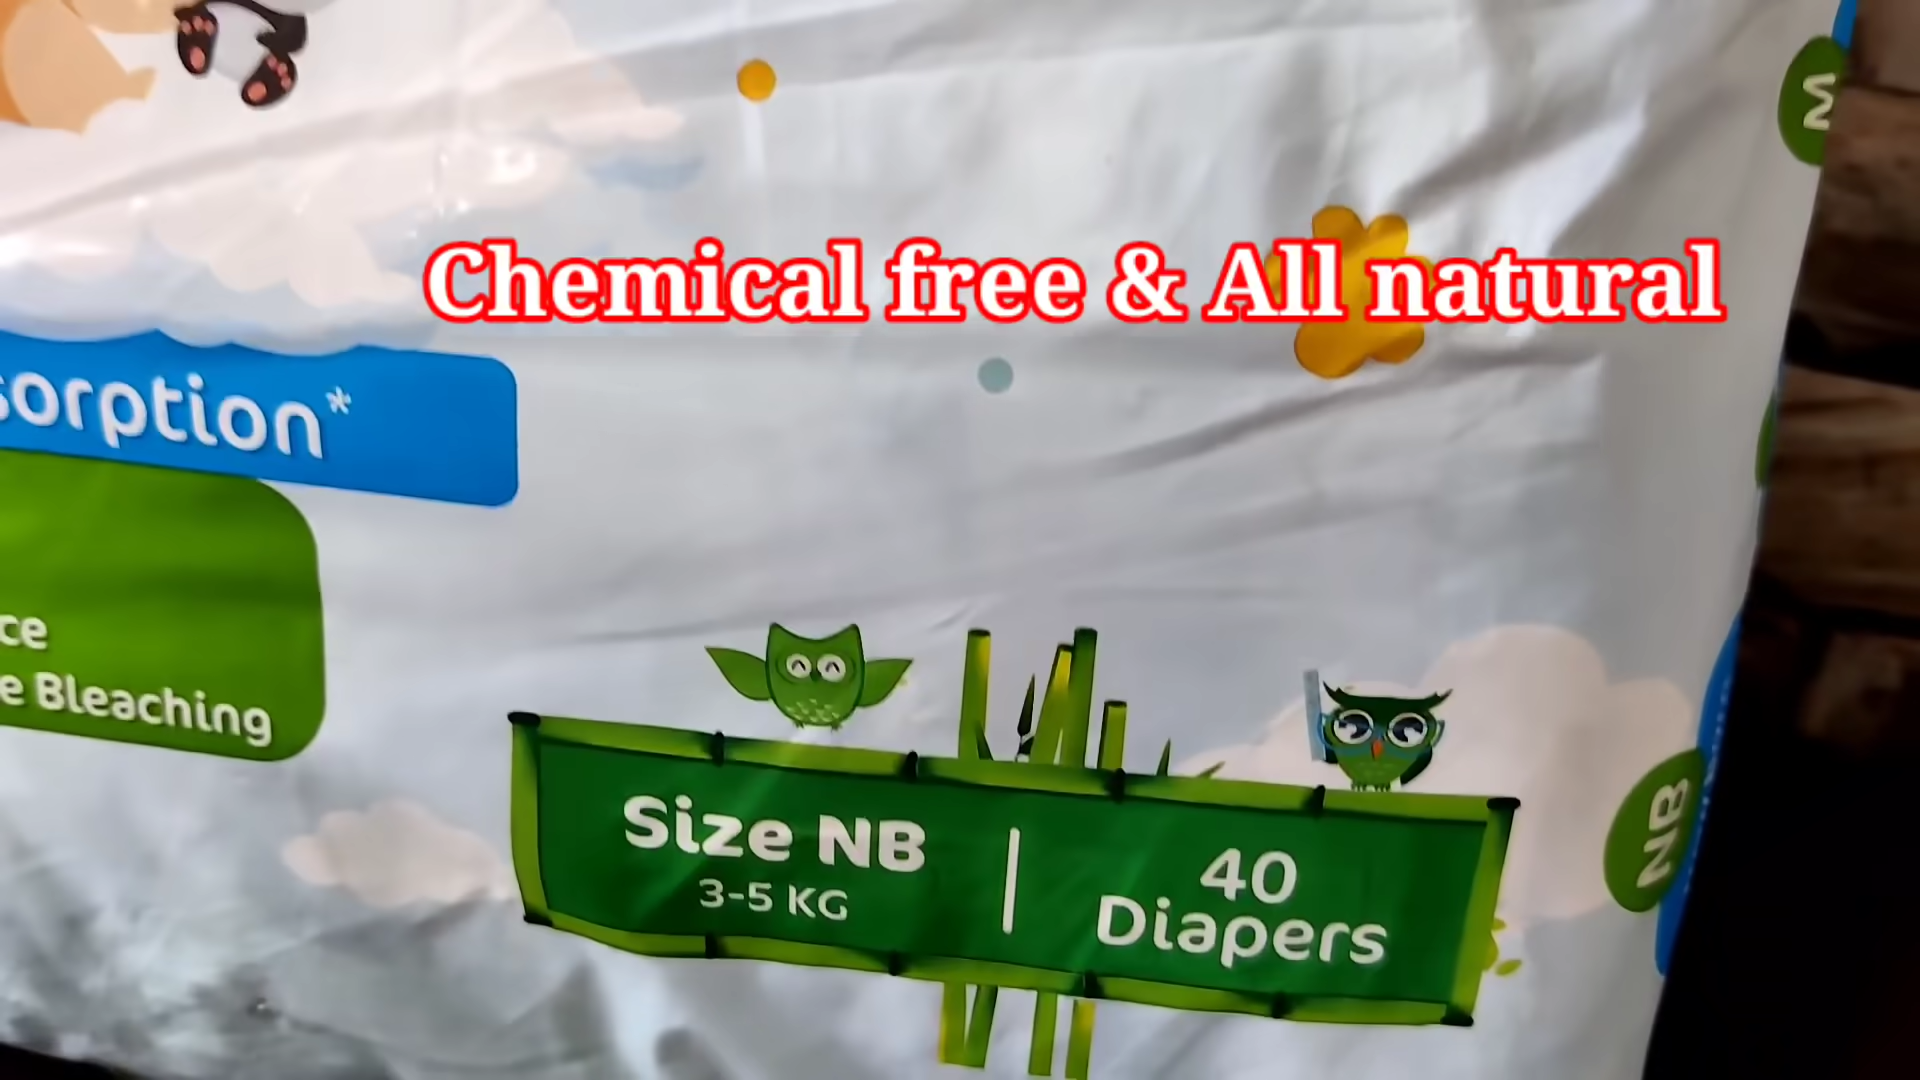 M
Chemical free & All natural
sorption*
ce
e Bleaching
Size NB
3-5 KG
40
Diapers
NB